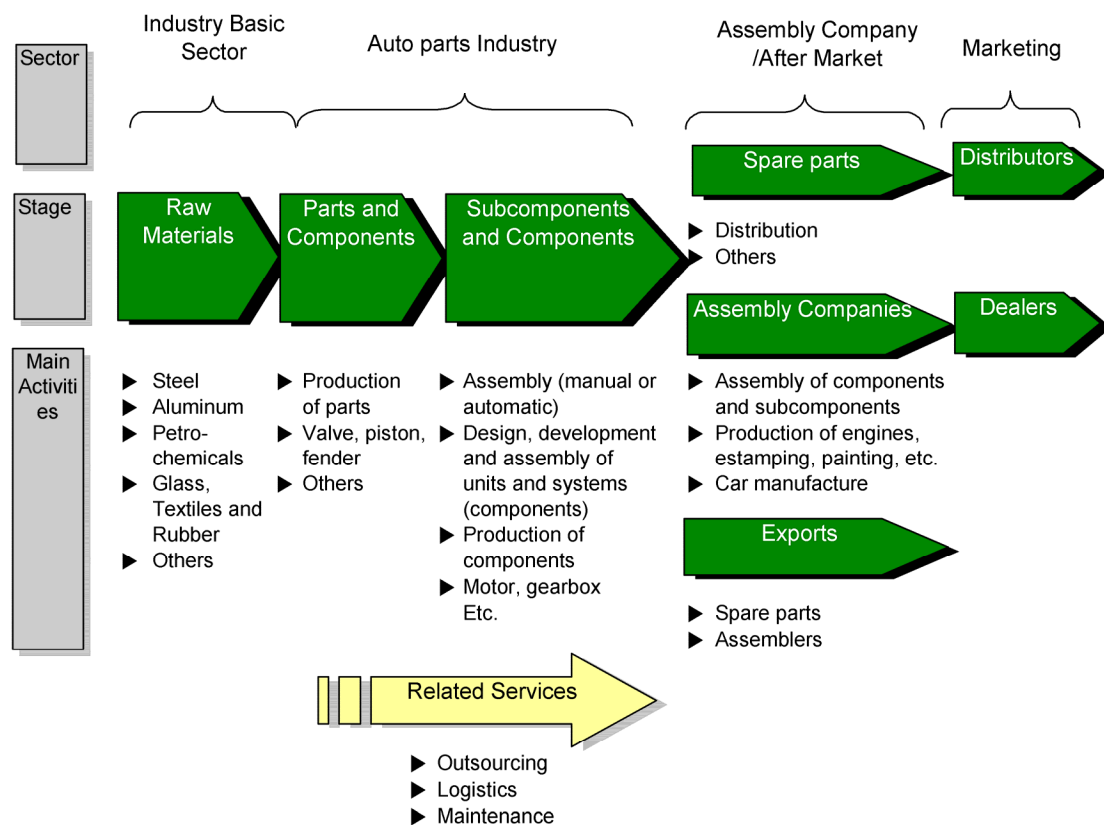 Industry Basic
Sector
Auto parts Industry
Assembly Company
/After Market
Marketing
Sector
Spare parts
Distributors
Stage
Raw
Materials
Parts and
Components
Subcomponents
and Components
Distribution
Others
Assembly Companies
Dealers
Main
Activiti
es
Steel
Aluminum
Petro-
chemicals
Glass,
Textiles and
Rubber
Others
Production
of parts
Valve, piston,
fender
Others
Assembly (manual or
automatic)
Design, development
and assembly of
units and systems
(components)
Production of
components
Motor, gearbox
Etc.
Assembly of components
and subcomponents
Production of engines,
estamping, painting, etc.
Car manufacture
Exports
Spare parts
Assemblers
Related Services
Outsourcing
Logistics
Maintenance